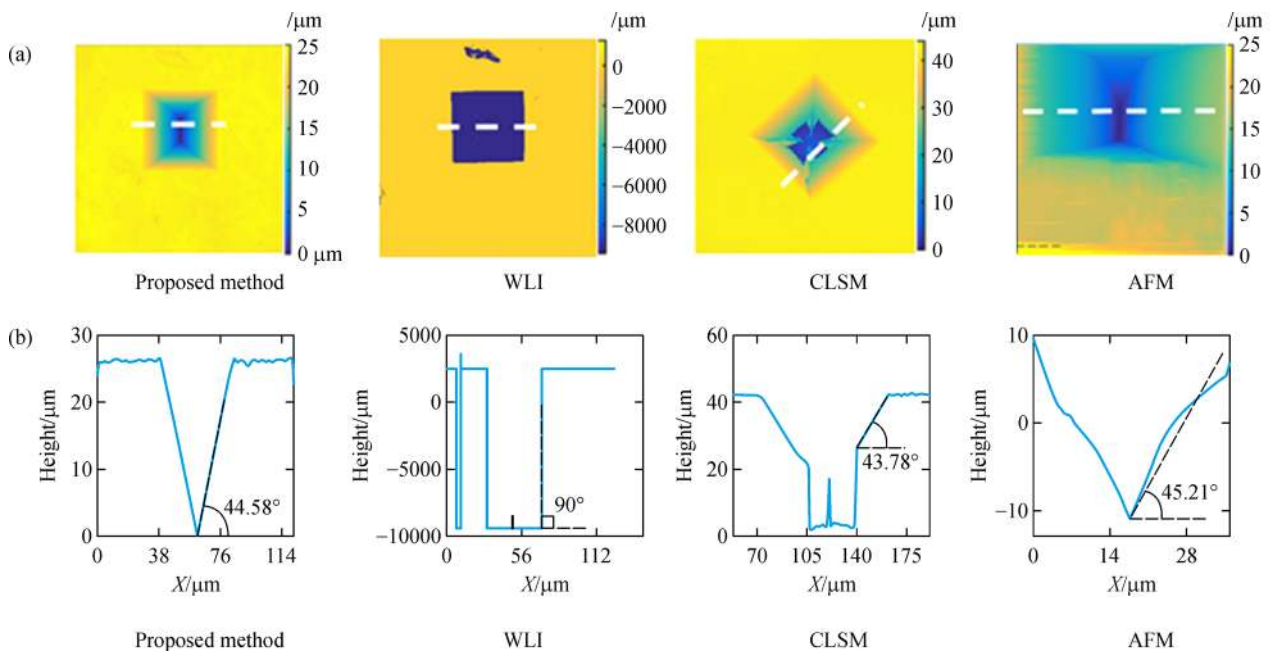 (a)
/μm
25
20
15
10
5
0 μm
Proposed method
/μm
0
−2000
−4000
−6000
−8000
WLI
/μm
40
30
20
10
0
CLSM
/μm
25
20
15
10
5
0
AFM
(b)
30
20
10
0
Height/μm
44.58°
0 38 76 114
X/μm
Proposed method
5000
0
−5000
−10000
Height/μm
90°
0 56 112
X/μm
WLI
60
40
20
0
Height/μm
43.78°
70 105 140 175
X/μm
CLSM
10
0
−10
Height/μm
45.21°
0 14 28
X/μm
AFM